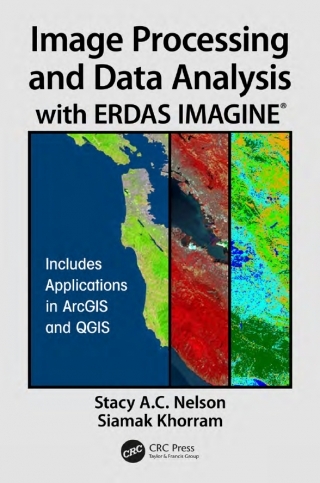 Image Processing
and Data Analysis
with ERDAS IMAGINE®
Includes
Applications
in ArcGIS
and QGIS
Stacy A.C. Nelson
Siamak Khorram
CRC
CRC Press
Taylor & Francis Group